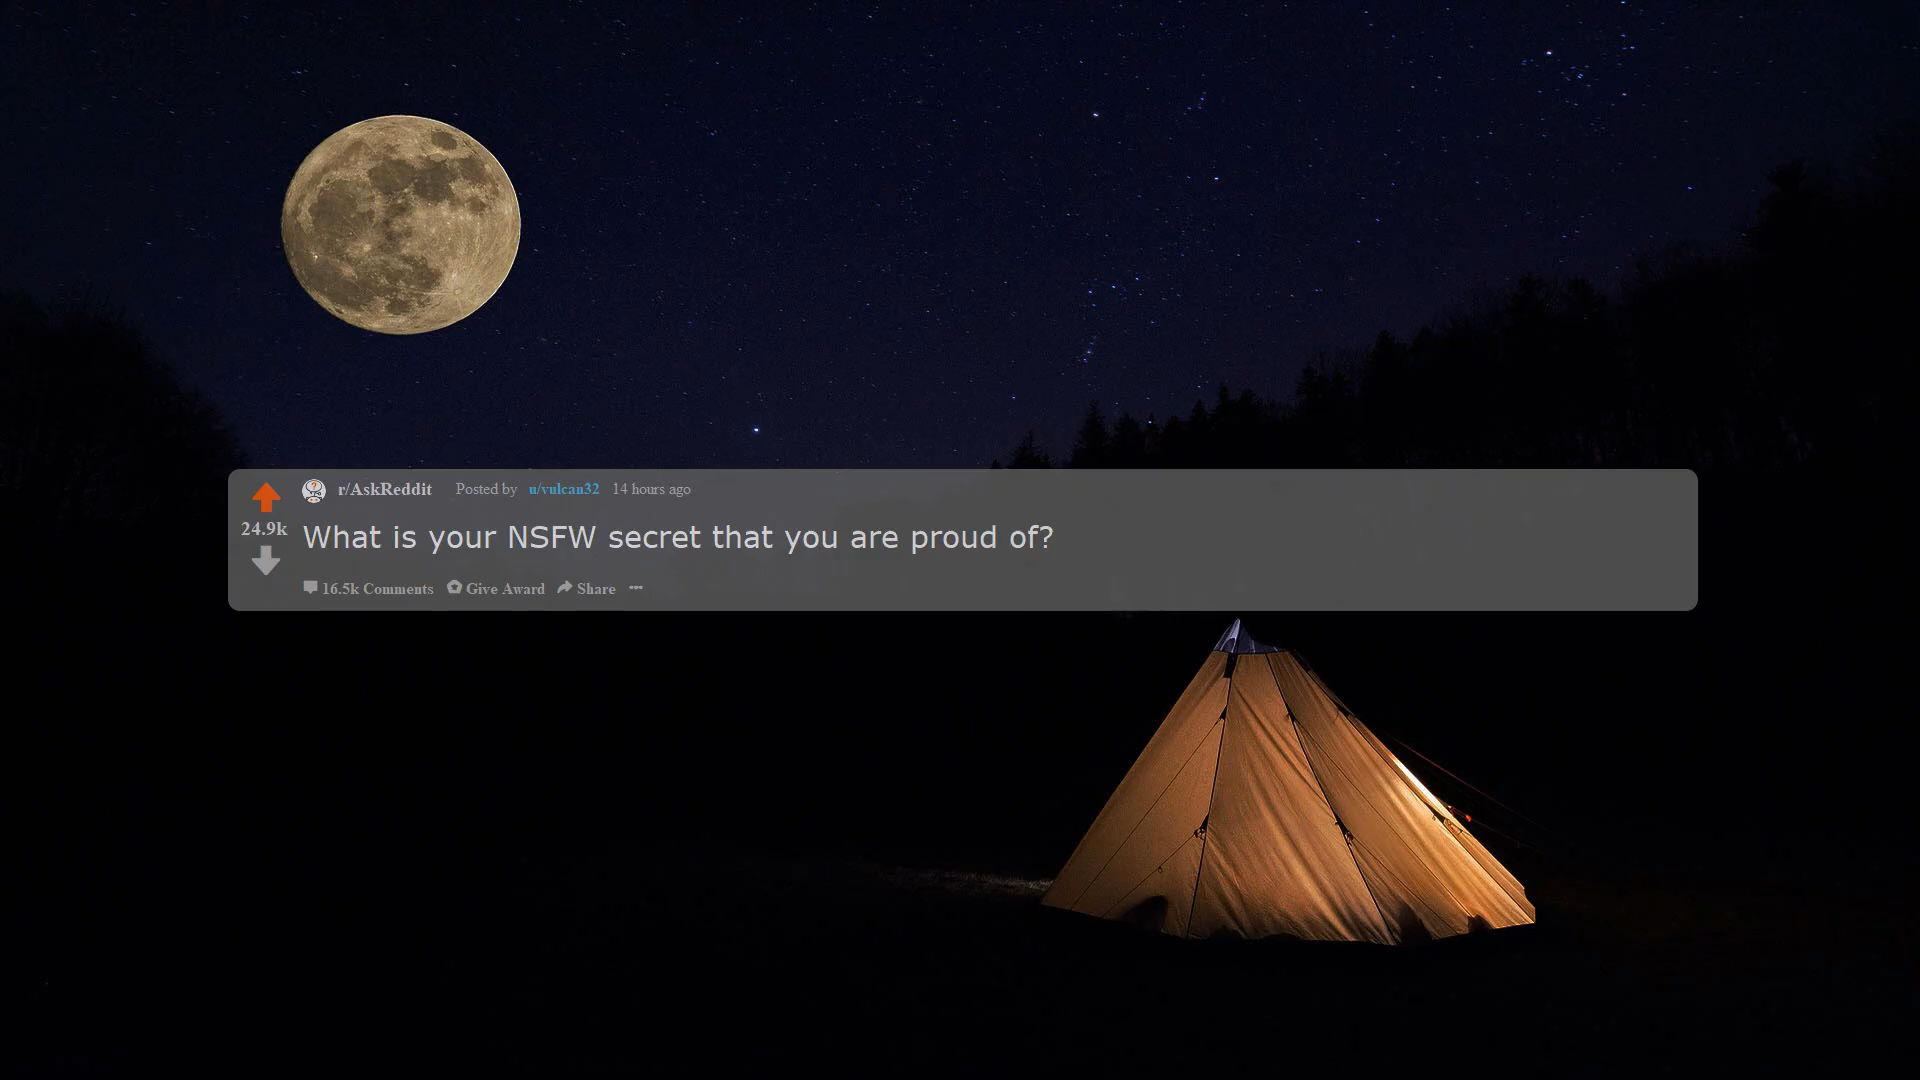 r/AskReddit Posted by u/vulcan32 14 hours ago
24.9k
What is your NSFW secret that you are proud of?
16.5k Comments Give Award Share